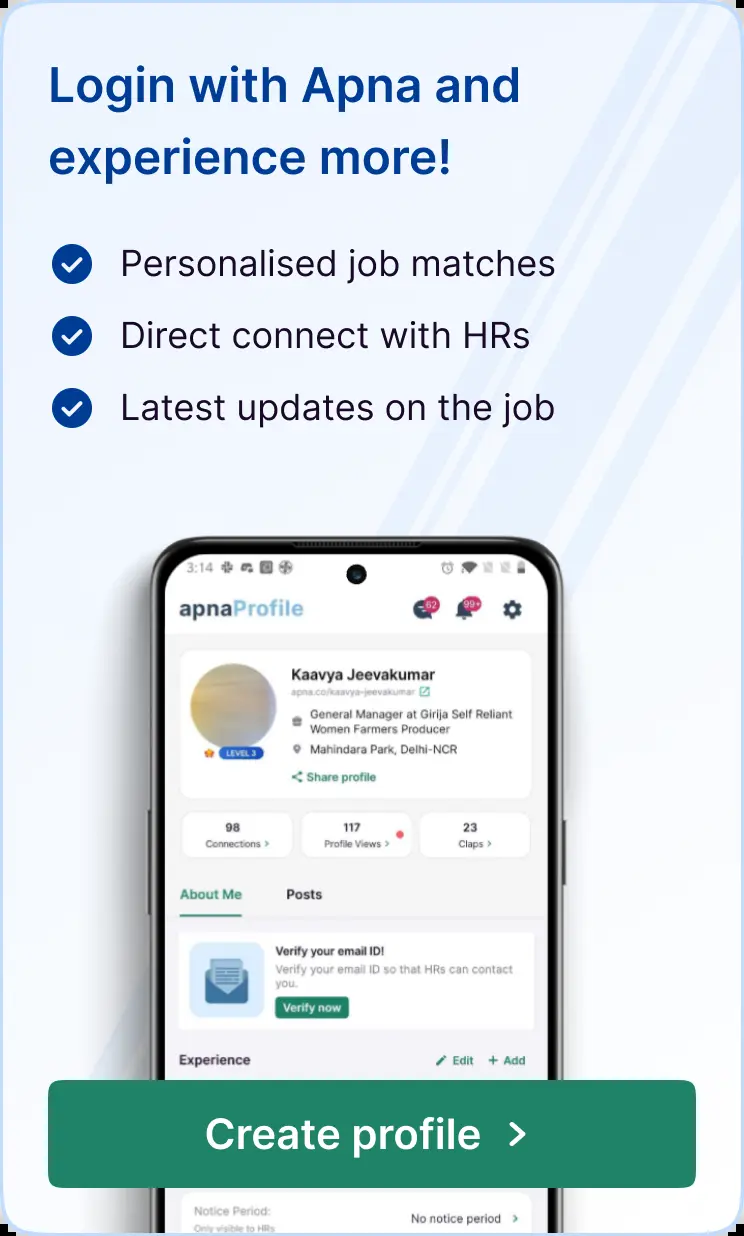 Login with Apna and
experience more!
Personalised job matches
Direct connect with HRs
Latest updates on the job
3:14
apnaProfile
62
99+
Kaavya Jeevakumar
apna.co/kaavya-jeevakumar
General Manager at Girija Self Reliant
Women Farmers Producer
LEVEL 3
Mahindara Park, Delhi-NCR
Share profile
98
Connections >
117
Profile Views >
23
Claps >
About Me
Posts
Verify your email ID!
Verify your email ID so that HRs can contact
you.
Verify now
Experience
Edit
+ Add
Create profile >
Notice Period:
Only visible to HRs
No notice period >